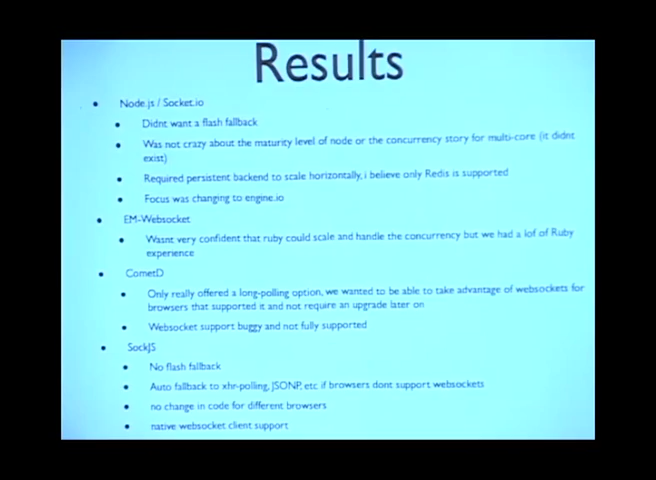 Results
Node.js / Socket.io
Didnt want a flash fallback
Was not crazy about the maturity level of node or the concurrency story for multi-core (it didnt
exist)
Required persistent backend to scale horizontally, i believe only Redis is supported
Focus was changing to engine.io
EM-Websocket
Wasnt very confident that ruby could scale and handle the concurrency but we had a lof of Ruby
experience
CometD
Only really offered a long-polling option, we wanted to be able to take advantage of websockets for
browsers that supported it and not require an upgrade later on
Websocket support buggy and not fully supported
SockJS
No flash fallback
Auto fallback to xhr-polling, JSONP, etc if browsers dont support websockets
no change in code for different browsers
native websocket client support